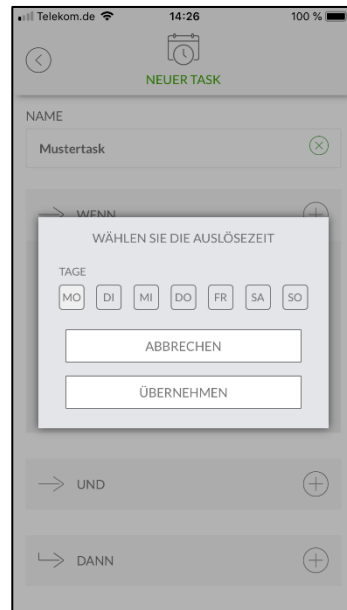 Telekom.de 14:26 100 %
NEUER TASK
NAME
Mustertask
WENN
WÄHLEN SIE DIE AUSLÖSEZEIT
TAGE
MO DI MI DO FR SA SO
ABBRECHEN
ÜBERNEHMEN
UND
DANN